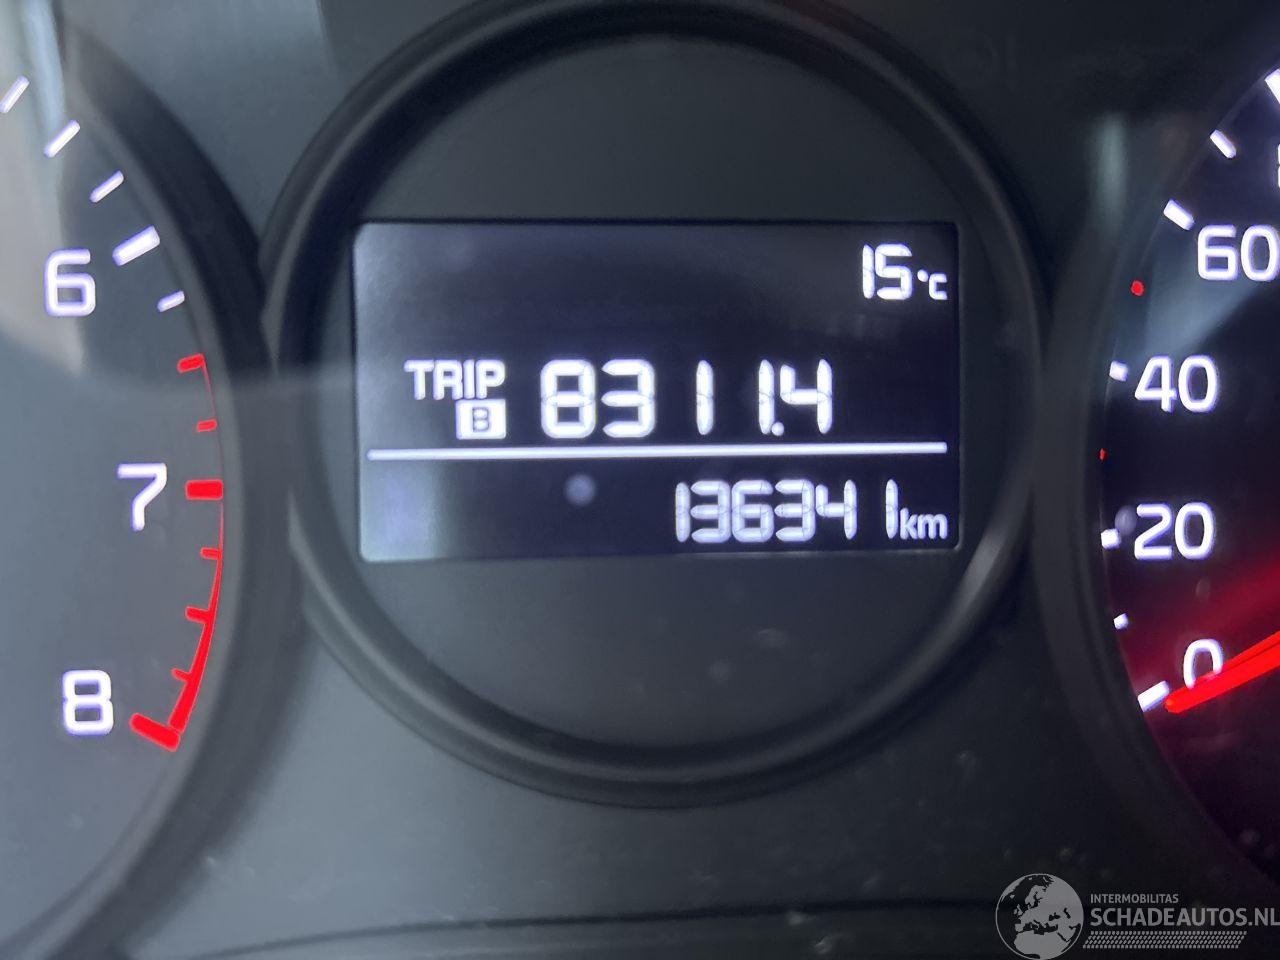 15°C
TRIP B 8311.4
136341km
6
7
8
60
40
20
0
INTERMOBILITAS
SCHADEAUTOS.NL